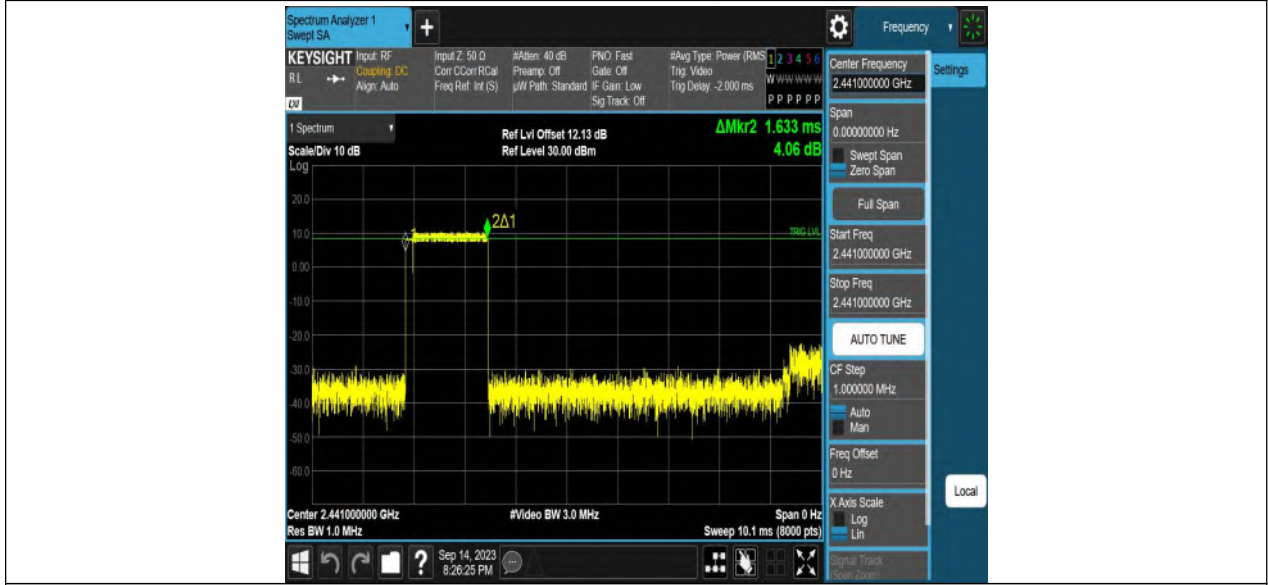 Spectrum Analyzer 1
Swept SA
+
Frequency
KEYSIGHT
RL
LXI
Input: RF
Coupling: DC
Align: Auto
Input Z: 50 Ω
Corr CCorr RCal
Freq Ref: Int (S)
#Atten: 40 dB
Preamp: Off
µW Path: Standard
PNO: Fast
Gate: Off
IF Gain: Low
Sig Track: Off
#Avg Type: Power (RMS
Trig: Video
Trig Delay: -2.000 ms
1 2 3 4 5 6
W W W W W W
P P P P P P
1 Spectrum
Scale/Div 10 dB
Log
Ref Lvl Offset 12.13 dB
Ref Level 30.00 dBm
ΔMkr2 1.633 ms
4.06 dB
20.0
10.0
0.00
-10.0
-20.0
-30.0
-40.0
-50.0
-60.0
2Δ1
TRIG LVL
Center 2.441000000 GHz
Res BW 1.0 MHz
#Video BW 3.0 MHz
Span 0 Hz
Sweep 10.1 ms (8000 pts)
Sep 14, 2023
8:26:25 PM
?
Center Frequency
2.441000000 GHz
Settings
Span
0.00000000 Hz
Swept Span
Zero Span
Full Span
Start Freq
2.441000000 GHz
Stop Freq
2.441000000 GHz
AUTO TUNE
CF Step
1.000000 MHz
Auto
Man
Freq Offset
0 Hz
X Axis Scale
Log
Lin
Signal Track
(Span Zoom)
Local